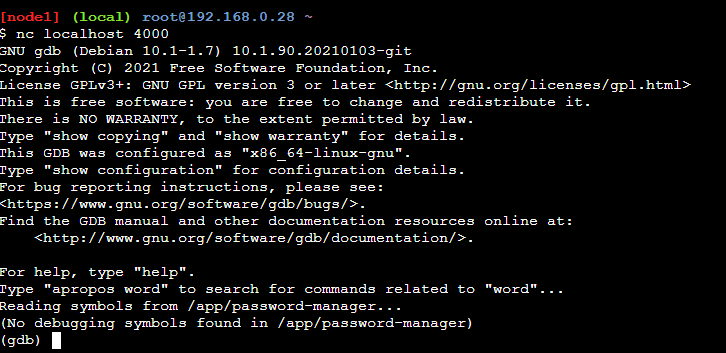 [node1] (local) root@192.168.0.28 ~
$ nc localhost 4000
GNU gdb (Debian 10.1-1.7) 10.1.90.20210103-git
Copyright (C) 2021 Free Software Foundation, Inc.
License GPLv3+: GNU GPL version 3 or later <http://gnu.org/licenses/gpl.html>
This is free software: you are free to change and redistribute it.
There is NO WARRANTY, to the extent permitted by law.
Type "show copying" and "show warranty" for details.
This GDB was configured as "x86_64-linux-gnu".
Type "show configuration" for configuration details.
For bug reporting instructions, please see:
<https://www.gnu.org/software/gdb/bugs/>.
Find the GDB manual and other documentation resources online at:
    <http://www.gnu.org/software/gdb/documentation/>.

For help, type "help".
Type "apropos word" to search for commands related to "word"...
Reading symbols from /app/password-manager...
(No debugging symbols found in /app/password-manager)
(gdb)